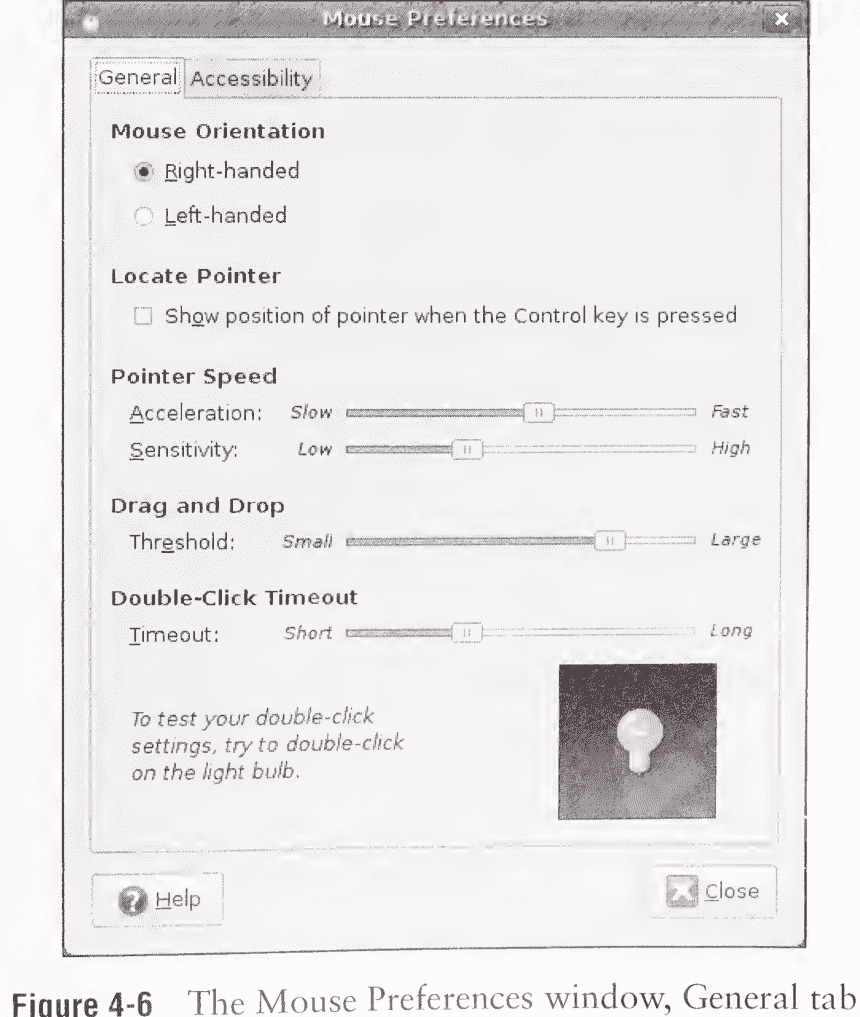 Mouse Preferences
General Accessibility
Mouse Orientation
Right-handed
Left-handed
Locate Pointer
Show position of pointer when the Control key is pressed
Pointer Speed
Acceleration: Slow Fast
Sensitivity: Low High
Drag and Drop
Threshold: Small Large
Double-Click Timeout
Timeout: Short Long
To test your double-click
settings, try to double-click
on the light bulb.
Help Close
Figure 4-6 The Mouse Preferences window, General tab